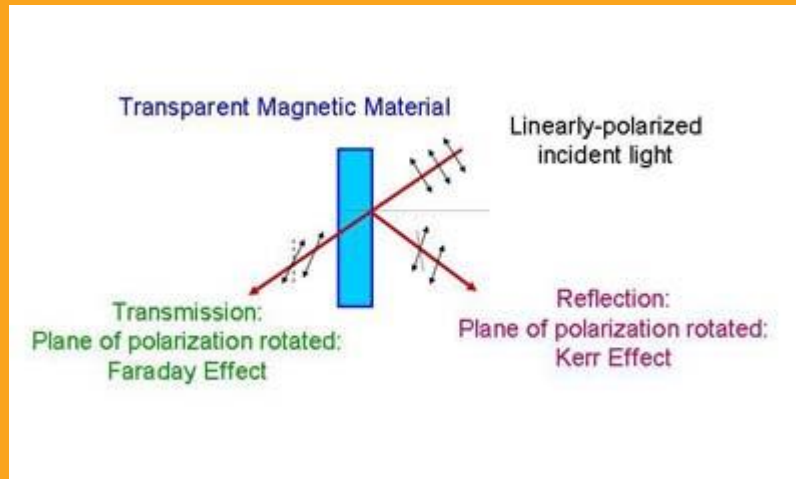 Transparent Magnetic Material
Linearly-polarized
incident light
Transmission:
Plane of polarization rotated:
Faraday Effect
Reflection:
Plane of polarization rotated:
Kerr Effect